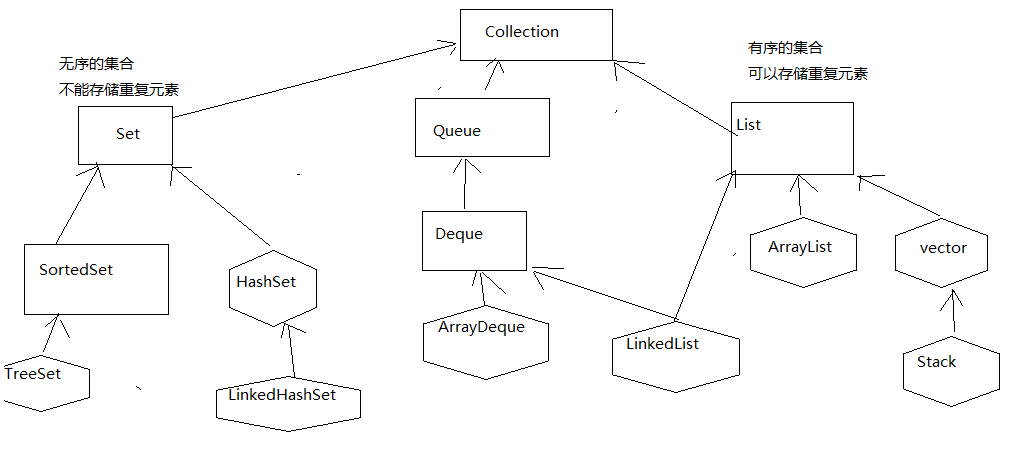 Collection
无序的集合
不能存储重复元素
有序的集合
可以存储重复元素
Set
Queue
List
SortedSet
HashSet
Deque
ArrayList
vector
TreeSet
LinkedHashSet
ArrayDeque
LinkedList
Stack